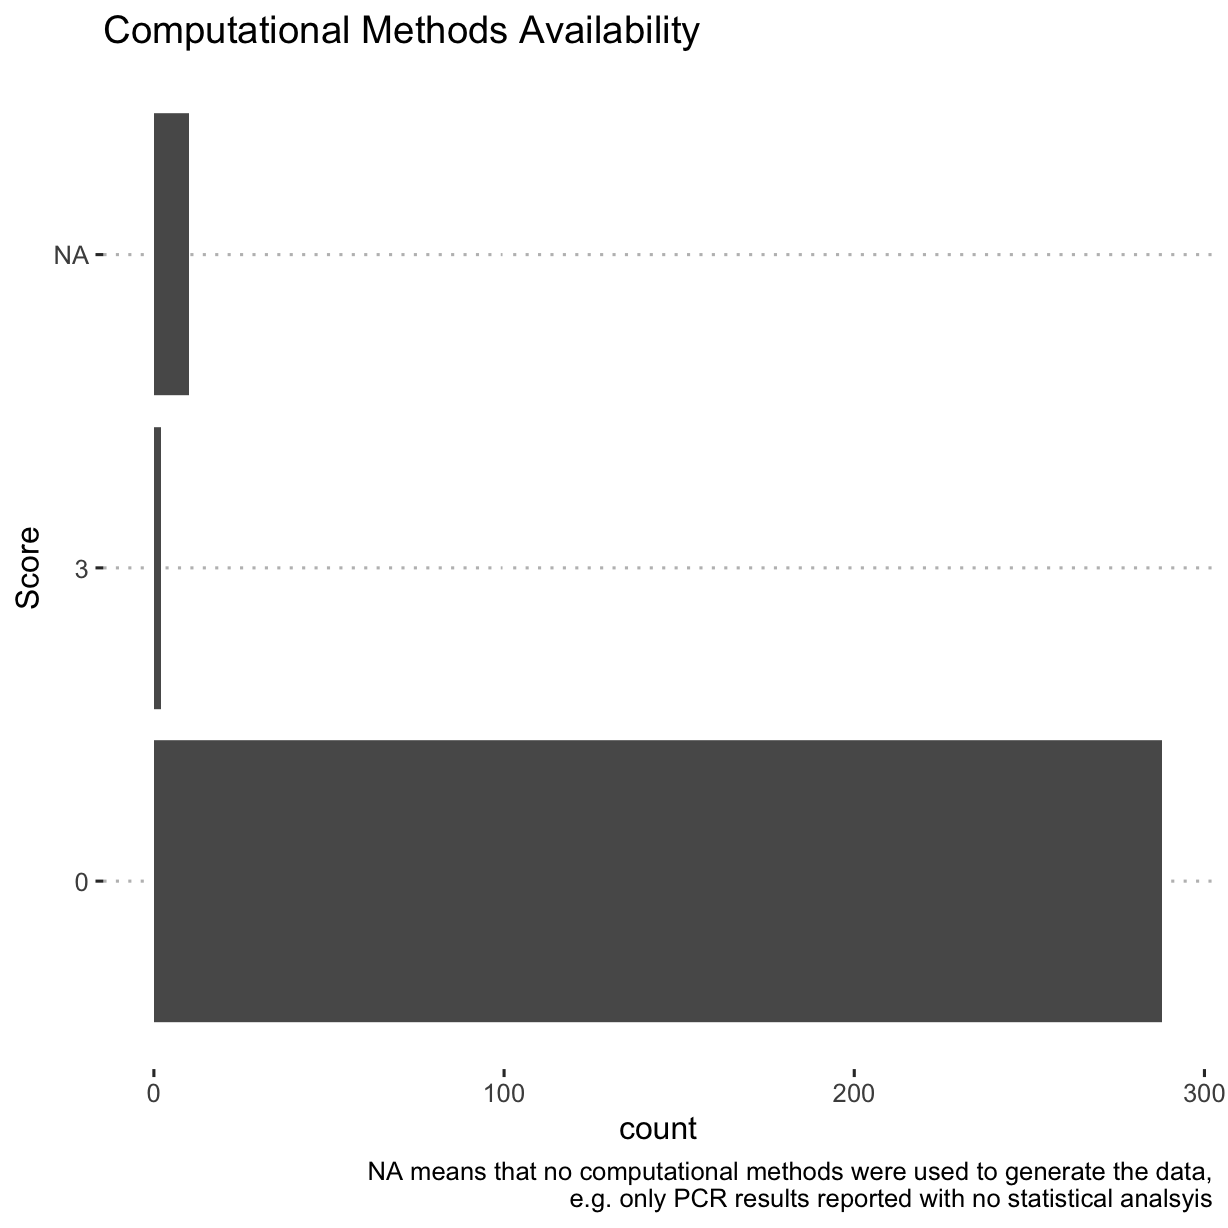 Computational Methods Availability
NA
3
0
Score
0 100 200 300
count
NA means that no computational methods were used to generate the data,
e.g. only PCR results reported with no statistical analsyis